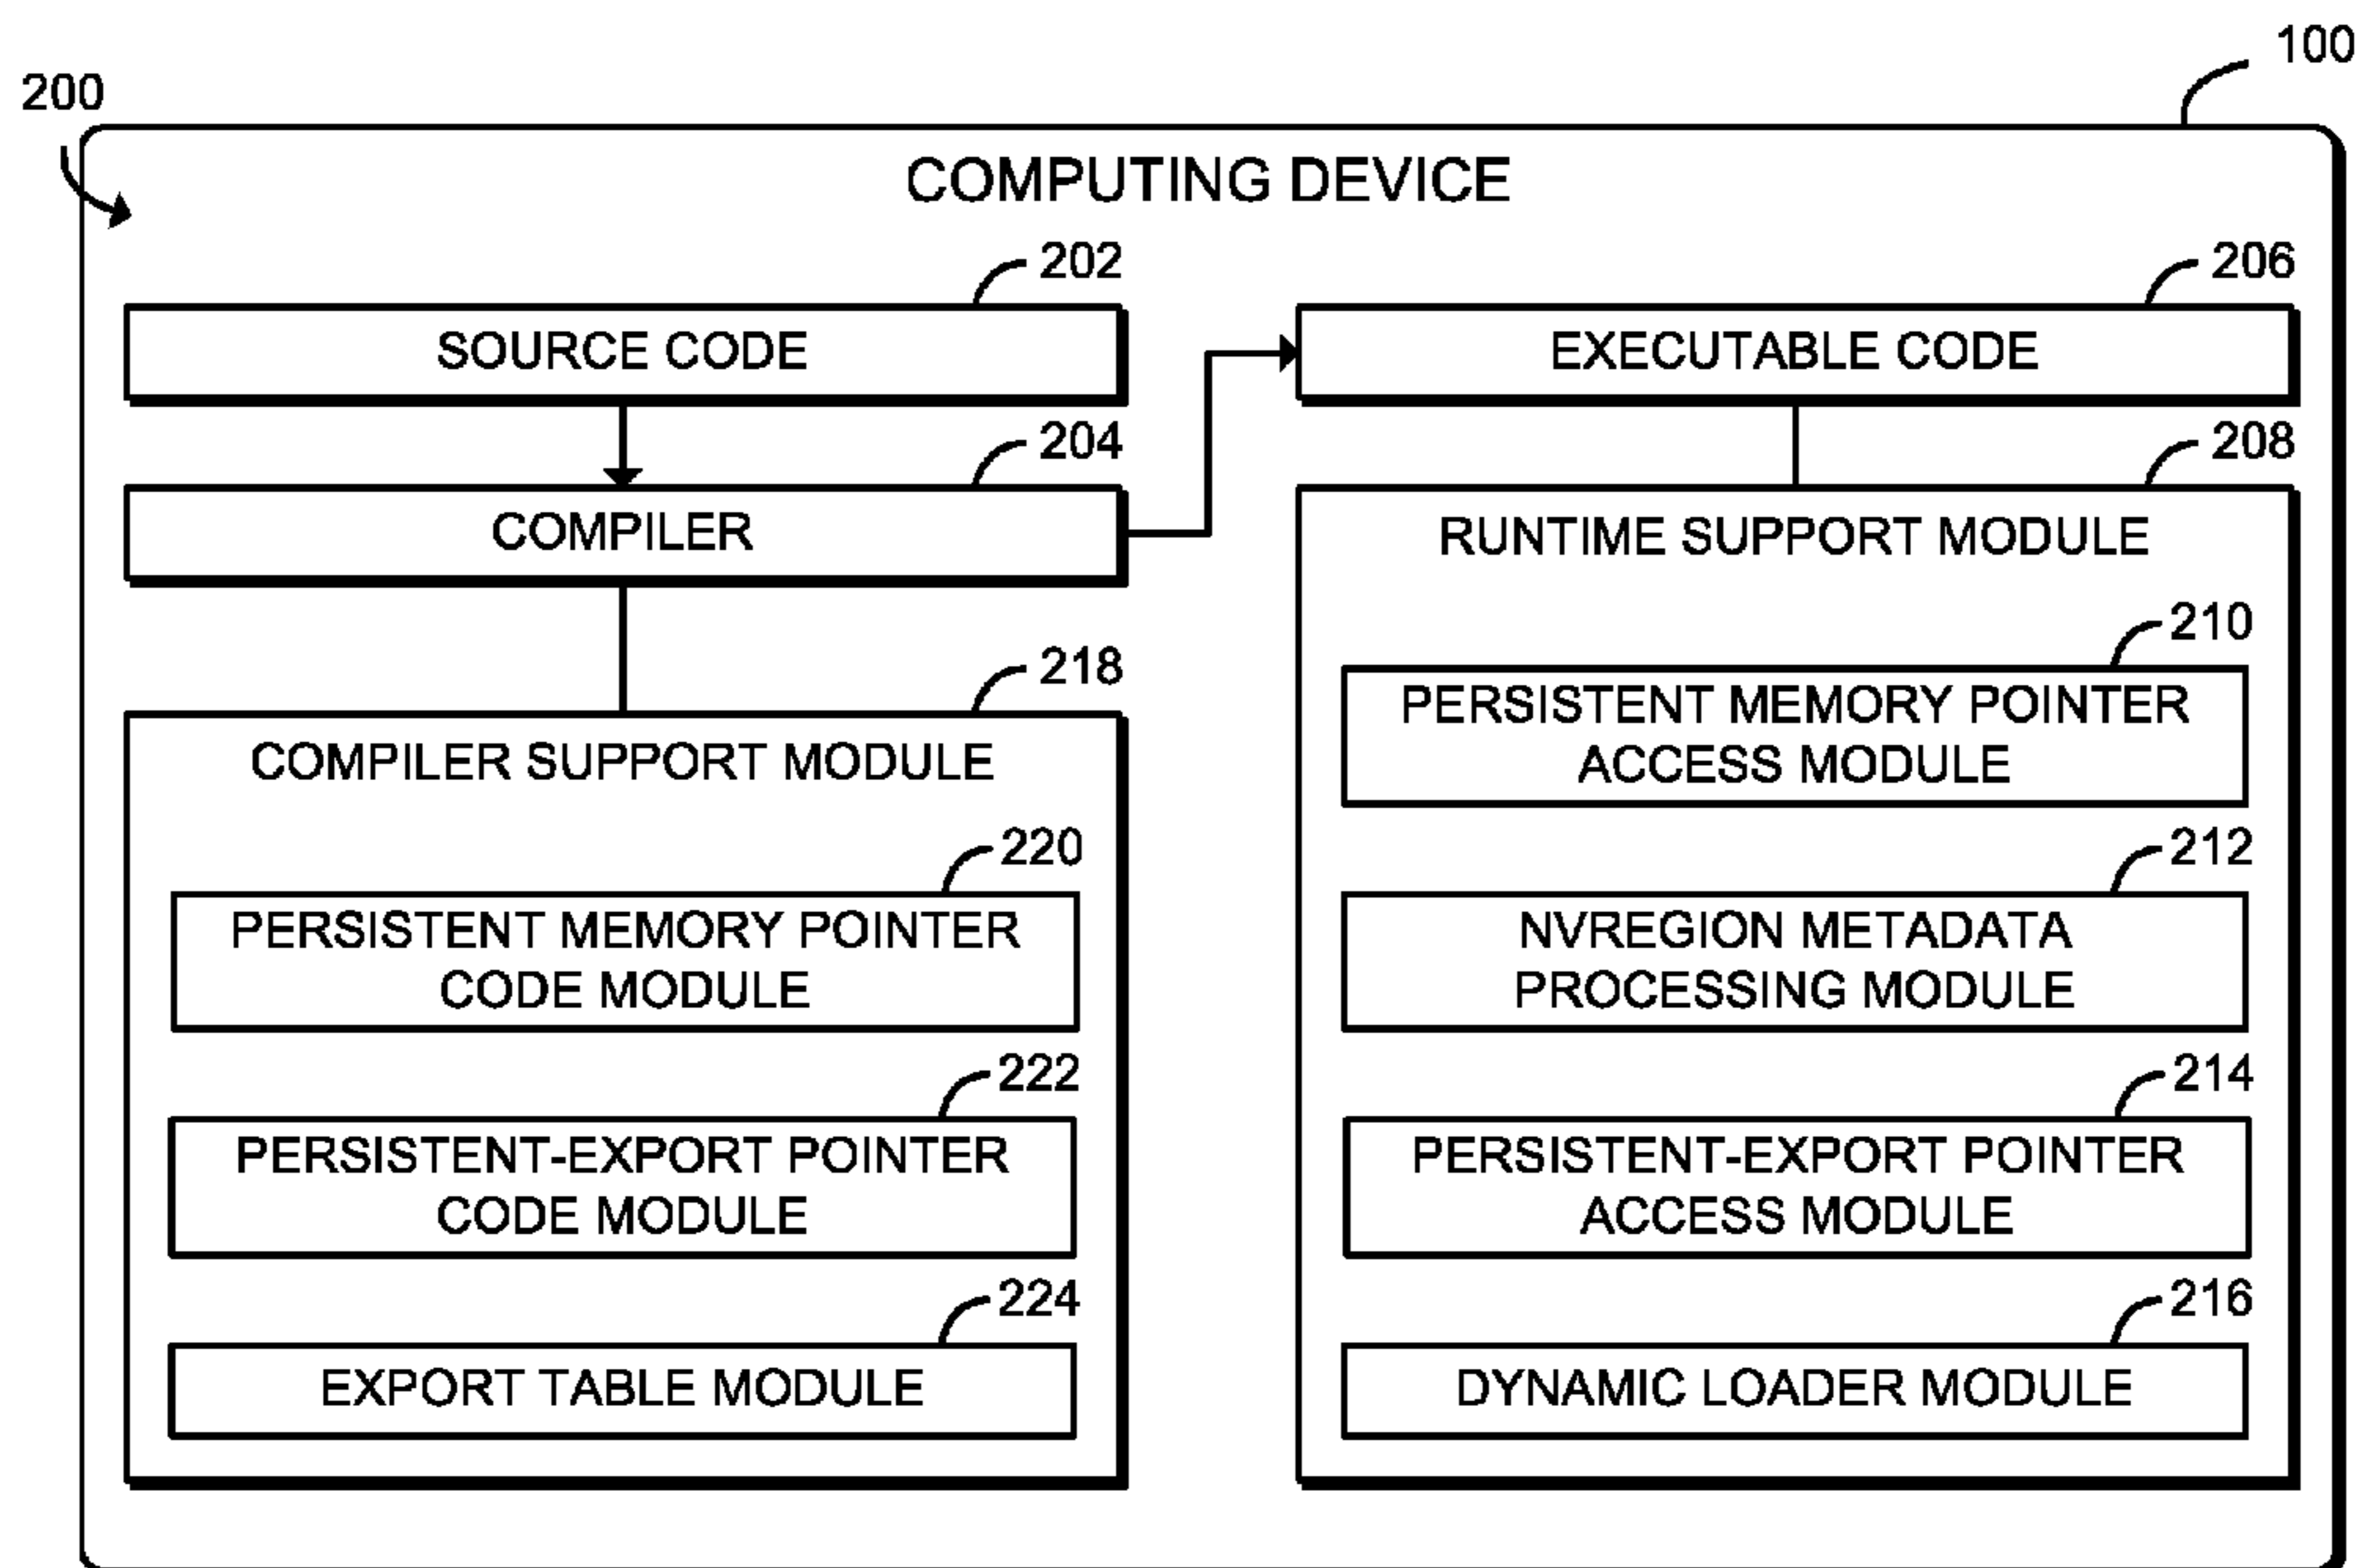 100
200
COMPUTING DEVICE
202
SOURCE CODE
204
COMPILER
218
COMPILER SUPPORT MODULE
220
PERSISTENT MEMORY POINTER
CODE MODULE
222
PERSISTENT-EXPORT POINTER
CODE MODULE
224
EXPORT TABLE MODULE
206
EXECUTABLE CODE
208
RUNTIME SUPPORT MODULE
210
PERSISTENT MEMORY POINTER
ACCESS MODULE
212
NVREGION METADATA
PROCESSING MODULE
214
PERSISTENT-EXPORT POINTER
ACCESS MODULE
216
DYNAMIC LOADER MODULE